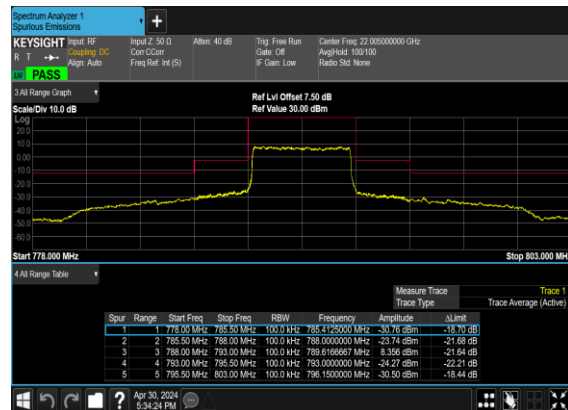 Spectrum Analyzer 1
Spurious Emissions
KEYSIGHT Input: RF Input Z: 50 Ω Atten: 40 dB Trig: Free Run Center Freq: 22.005000000 GHz
R T Coupling: DC Corr CCorr Gate: Off Avg|Hold: 100/100
Align: Auto Freq Ref: Int (S) IF Gain: Low Radio Std: None
PASS
3 All Range Graph
Ref Lvl Offset 7.50 dB
Scale/Div 10.0 dB Ref Value 30.00 dBm
Log
20.0
10.0
0.00
-10.0
-20.0
-30.0
-40.0
-50.0
-60.0
Start 778.000 MHz Stop 803.000 MHz
4 All Range Table
Measure Trace Trace 1
Trace Type Trace Average (Active)
Spur Range Start Freq Stop Freq RBW Frequency Amplitude ΔLimit
1 1 778.00 MHz 785.50 MHz 100.0 kHz 785.4125000 MHz -30.76 dBm -18.70 dB
2 2 785.50 MHz 788.00 MHz 100.0 kHz 788.0000000 MHz -23.74 dBm -21.68 dB
3 3 788.00 MHz 793.00 MHz 100.0 kHz 789.6166667 MHz 8.356 dBm -21.64 dB
4 4 793.00 MHz 795.50 MHz 100.0 kHz 793.0000000 MHz -24.27 dBm -22.21 dB
5 5 795.50 MHz 803.00 MHz 100.0 kHz 796.1500000 MHz -30.50 dBm -18.44 dB
? Apr 30, 2024
5:34:24 PM